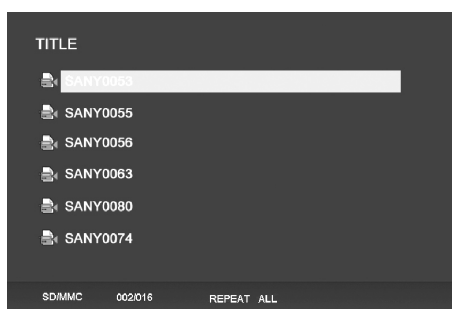 TITLE
SANY0053
SANY0055
SANY0056
SANY0063
SANY0080
SANY0074
SD/MMC 002/016 REPEAT ALL